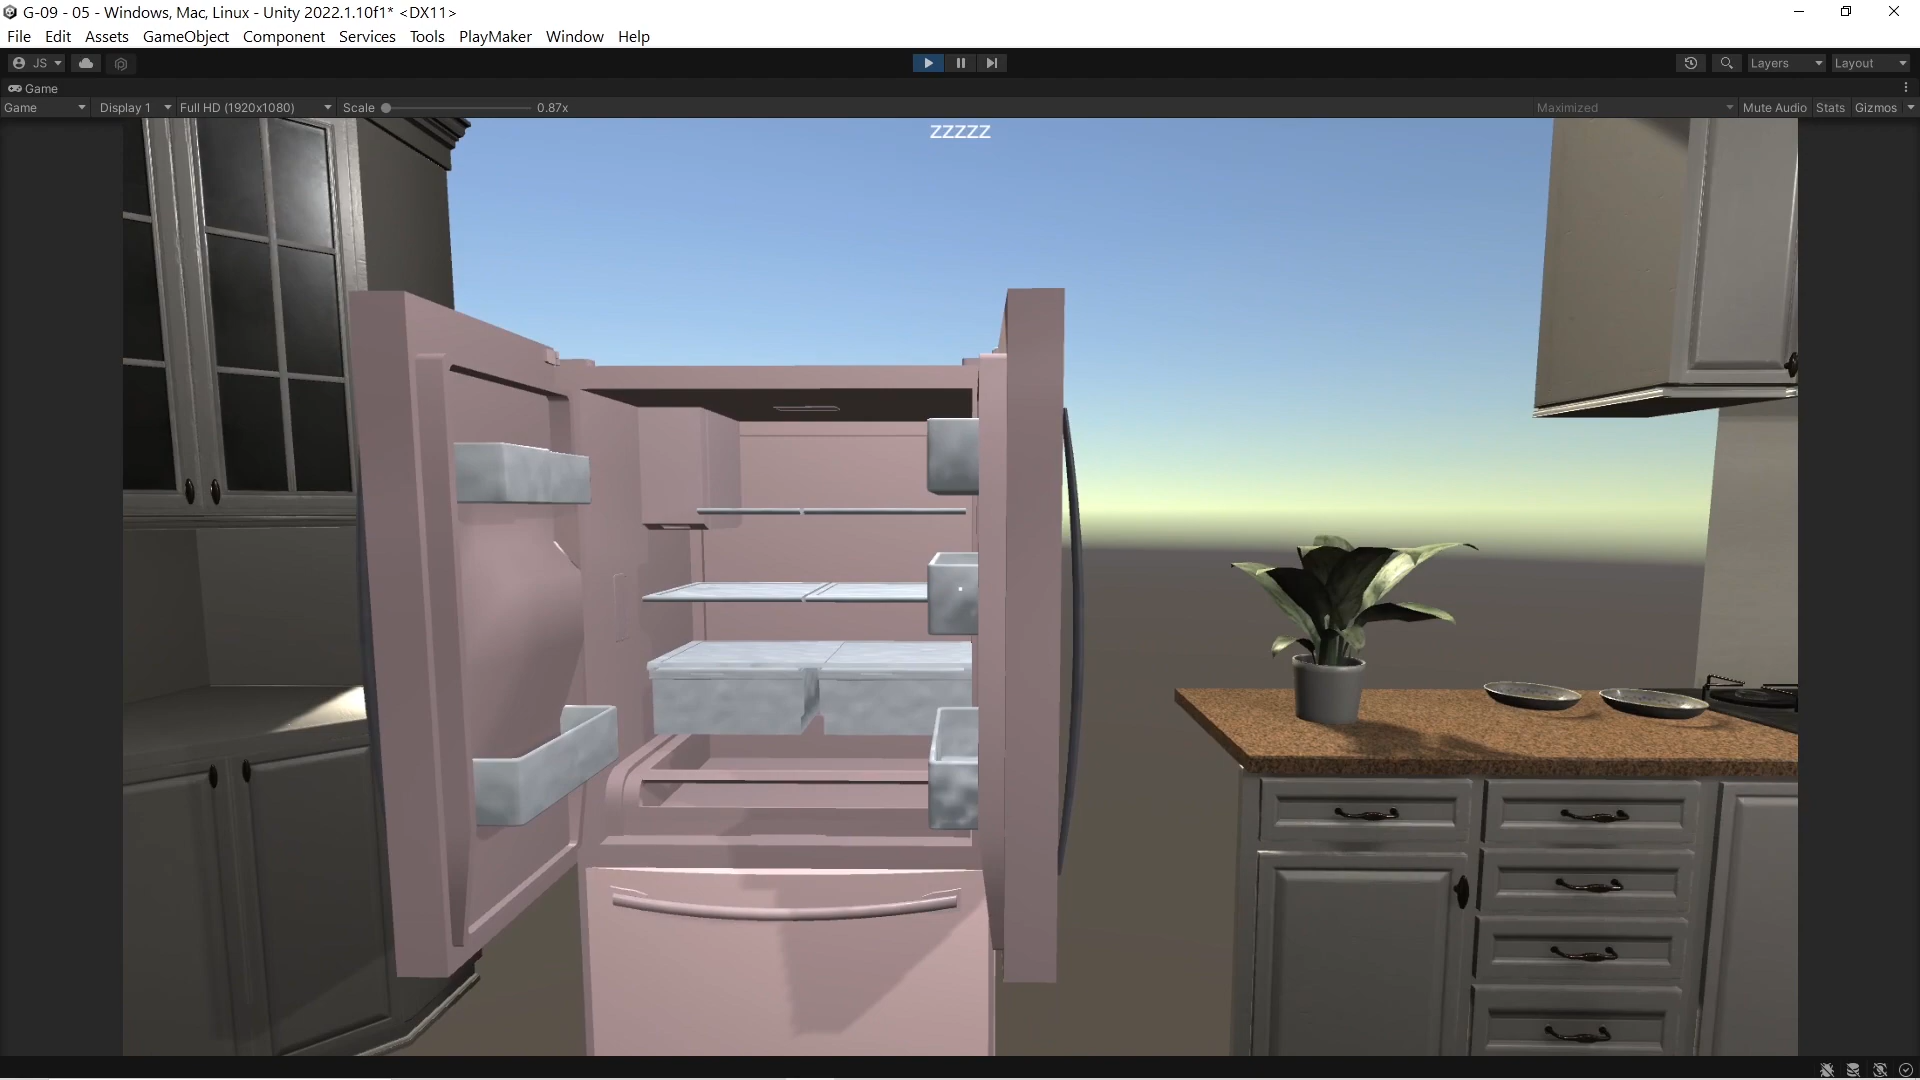 G-09 - 05 - Windows, Mac, Linux - Unity 2022.1.10f1* <DX11>
File Edit Assets GameObject Component Services Tools PlayMaker Window Help
JS Layers Layout
Game
Game Display 1 Full HD (1920x1080) Scale 0.87x Maximized Mute Audio Stats Gizmos
zzzzz